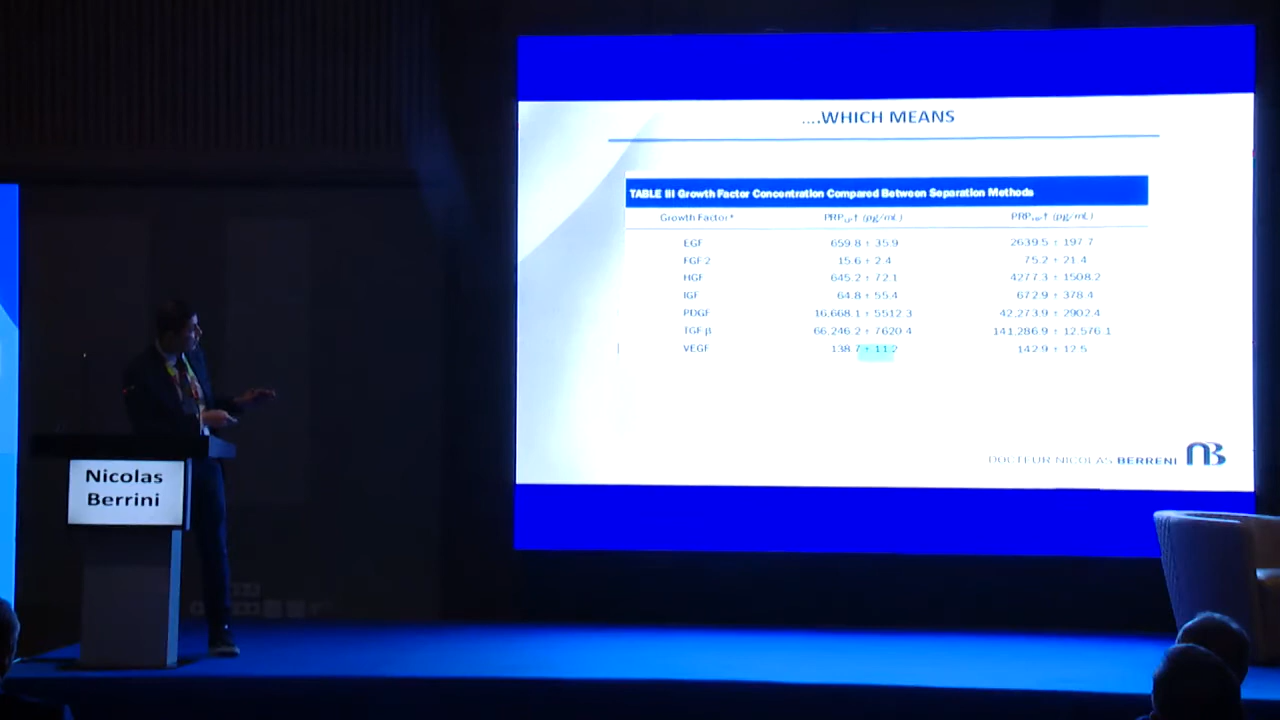 ....WHICH MEANS
TABLE III Growth Factor Concentration Compared Between Separation Methods
Growth Factor* PRP † (pg/mL) PRP † (pg/mL)
EGF 659.8 ± 35.9 2639.5 ± 197.7
FGF-2 15.6 ± 2.4 75.2 ± 21.4
HGF 645.2 ± 72.1 4277.3 ± 1508.2
IGF 64.8 ± 55.4 672.9 ± 378.4
PDGF 16,668.1 ± 5512.3 42,273.9 ± 2902.4
TGF-β 66,246.2 ± 7620.4 141,286.9 ± 12,576.1
VEGF 138.7 ± 11.2 142.9 ± 12.5
DOCTEUR NICOLAS BERRENI
Nicolas
Berrini